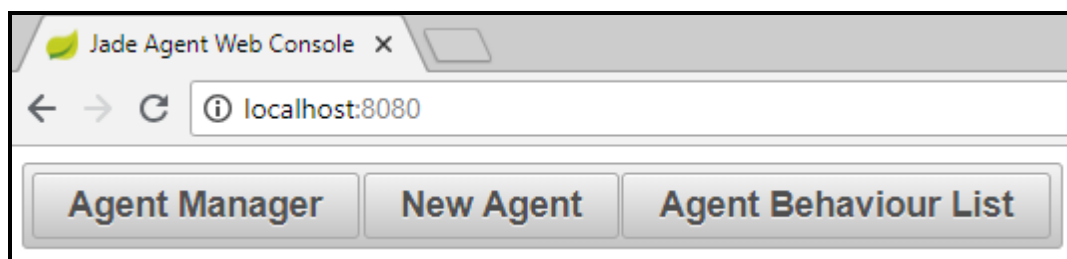 Jade Agent Web Console
localhost:8080
Agent Manager New Agent Agent Behaviour List